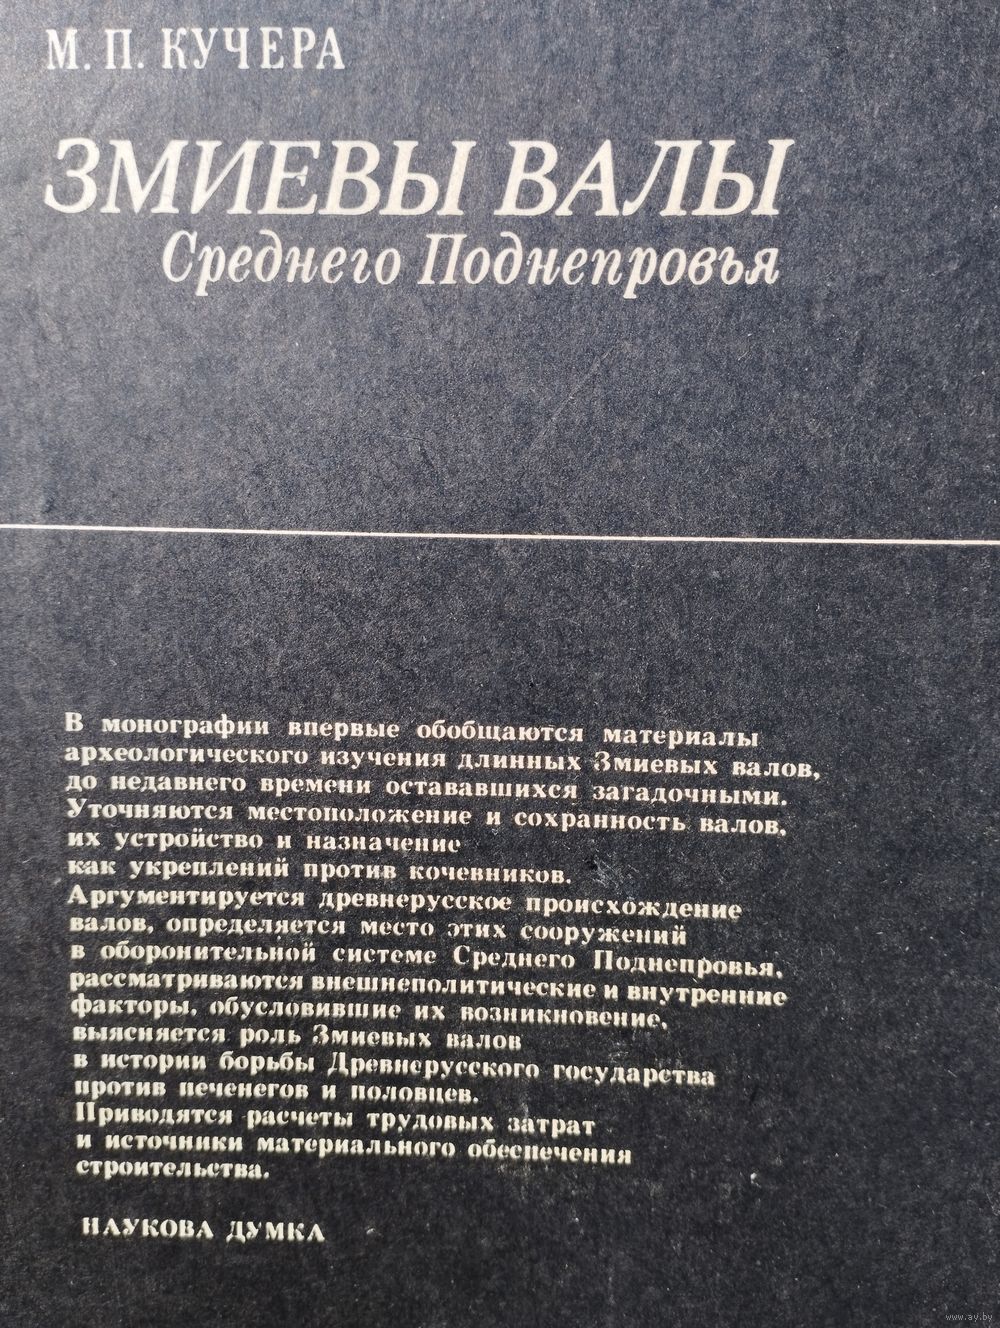 М. П. КУЧЕРА
ЗМИЕВЫ ВАЛЫ
Среднего Поднепровья
В монографии впервые обобщаются материалы
археологического изучения длинных Змиевых валов,
до недавнего времени остававшихся загадочными.
Уточняются местоположение и сохранность валов,
их устройство и назначение
как укреплений против кочевников.
Аргументируется древнерусское происхождение
валов, определяется место этих сооружений
в оборонительной системе Среднего Поднепровья,
рассматриваются внешнеполитические и внутренние
факторы, обусловившие их возникновение,
выясняется роль Змиевых валов
в истории борьбы Древнерусского государства
против печенегов и половцев.
Приводятся расчеты трудовых затрат
и источники материального обеспечения
строительства.
НАУКОВА ДУМКА
www.ay.by